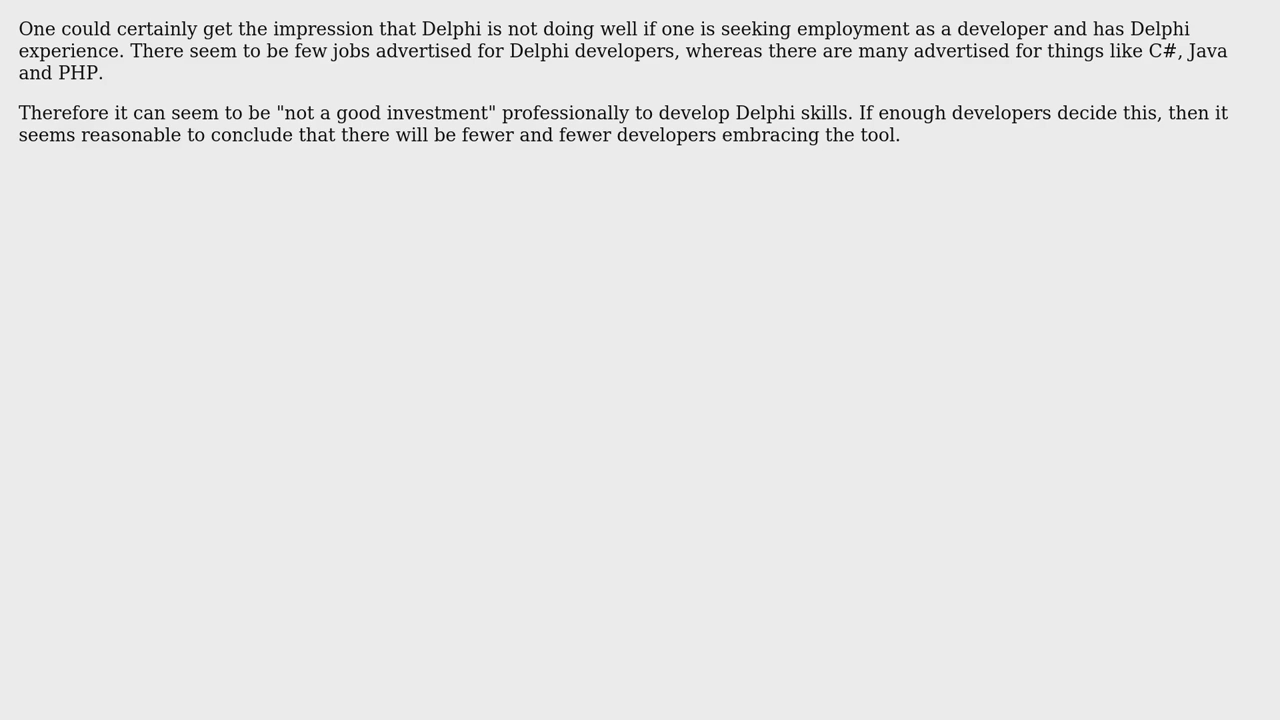 One could certainly get the impression that Delphi is not doing well if one is seeking employment as a developer and has Delphi
experience. There seem to be few jobs advertised for Delphi developers, whereas there are many advertised for things like C#, Java
and PHP.
Therefore it can seem to be "not a good investment" professionally to develop Delphi skills. If enough developers decide this, then it
seems reasonable to conclude that there will be fewer and fewer developers embracing the tool.